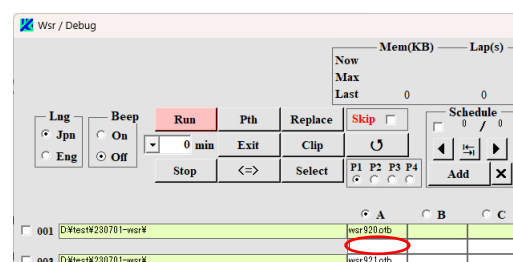 Wsr / Debug
Mem(KB) Lap(s)
Now
Max
Last 0 0
Lng Beep Run Pth Replace Skip Schedule
0 / 0
Jpn On 0 min Exit Clip ↺
Eng Off Stop <=> Select P1 P2 P3 P4 Add X
A B C
001 D:¥test¥230701-wsr¥ wsr920.otb
D:¥test¥230701-wsr¥ wsr921.otb